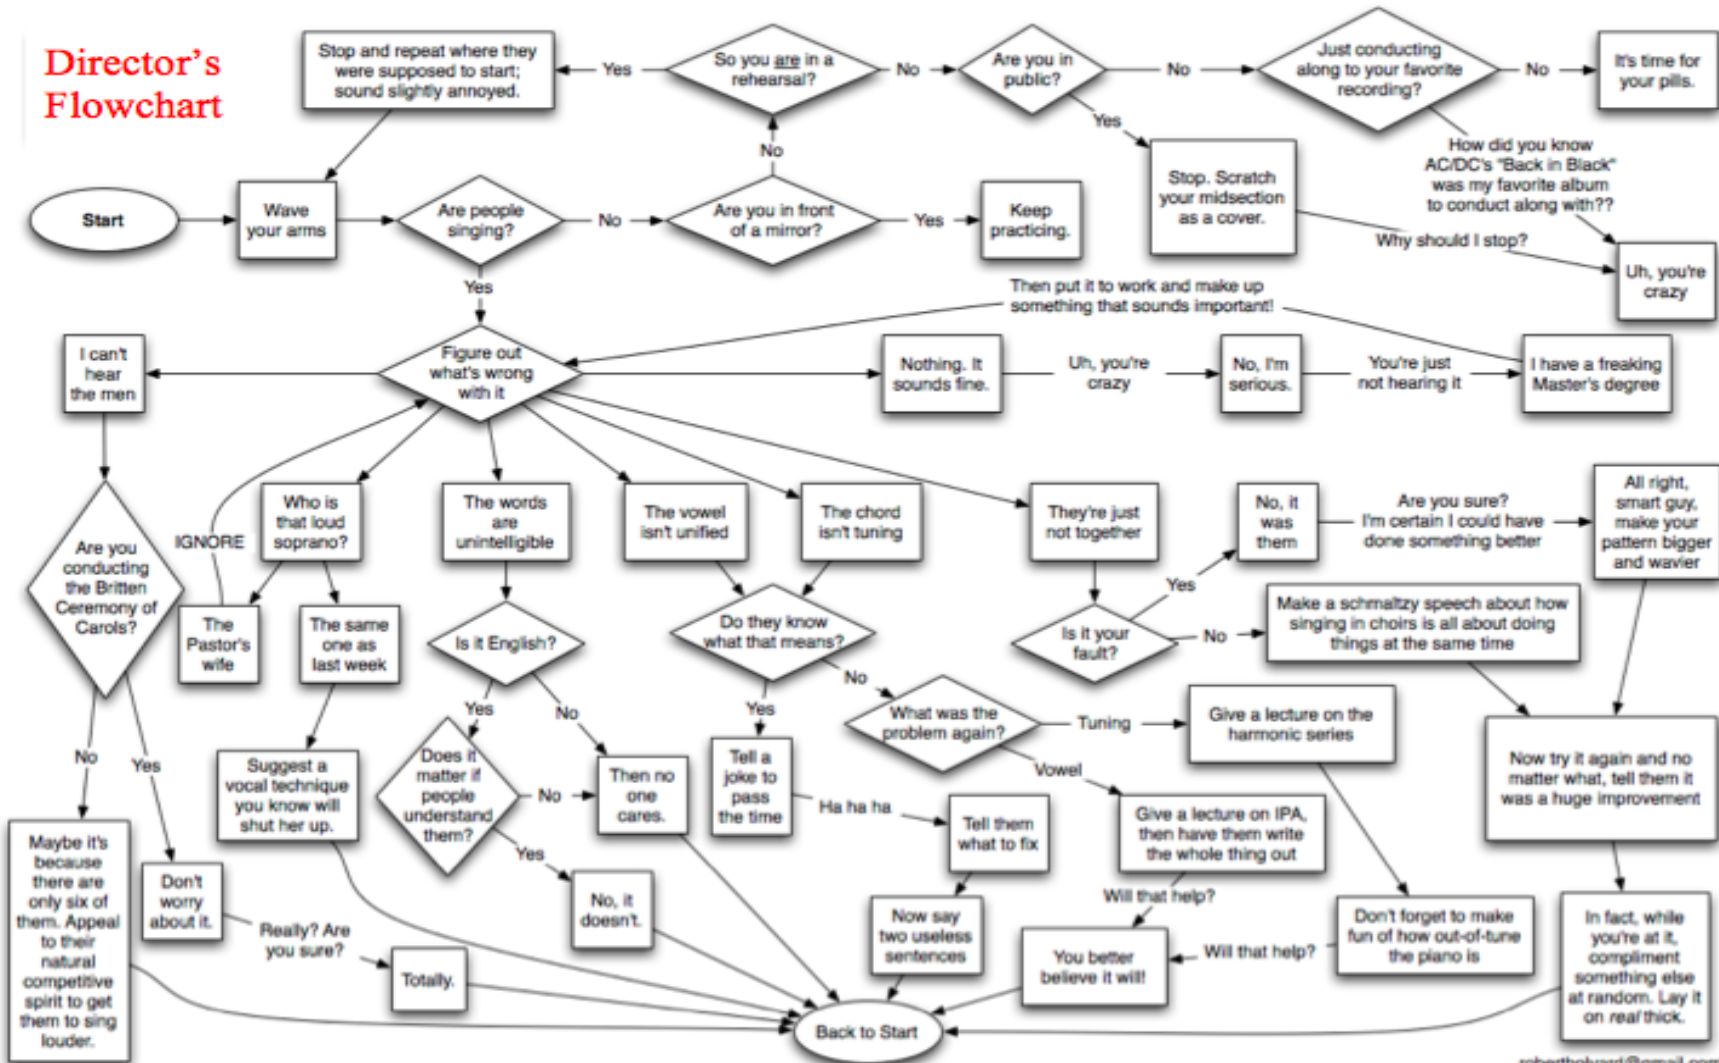 Director's
Flowchart
Stop and repeat where they
were supposed to start;
sound slightly annoyed.
Yes
So you are in a
rehearsal?
No
Are you in
public?
No
Just conducting
along to your favorite
recording?
No
It's time for
your pills.
Yes
No
How did you know
AC/DC's "Back in Black"
was my favorite album
to conduct along with??
Start
Wave
your arms
Are people
singing?
No
Are you in front
of a mirror?
Yes
Keep
practicing.
Stop. Scratch
your midsection
as a cover.
Why should I stop?
Uh, you're
crazy
Yes
Then put it to work and make up
something that sounds important!
I can't
hear
the men
Figure out
what's wrong
with it
Nothing. It
sounds fine.
Uh, you're
crazy
No, I'm
serious.
You're just
not hearing it
I have a freaking
Master's degree
Are you
conducting
the Britten
Ceremony of
Carols?
IGNORE
Who is
that loud
soprano?
The words
are
unintelligible
The vowel
isn't unified
The chord
isn't tuning
They're just
not together
No, it
was
them
Are you sure?
I'm certain I could have
done something better
All right,
smart guy,
make your
pattern bigger
and wavier
Yes
The
Pastor's
wife
The same
one as
last week
Is it English?
Do they know
what that means?
Is it your
fault?
No
Make a schmaltzy speech about how
singing in choirs is all about doing
things at the same time
No
Yes
Yes
No
Yes
No
What was the
problem again?
Tuning
Give a lecture on the
harmonic series
Suggest a
vocal technique
you know will
shut her up.
Does it
matter if
people
understand
them?
No
Then no
one
cares.
Tell a
joke to
pass
the time
Ha ha ha
Tell them
what to fix
Vowel
Give a lecture on IPA,
then have them write
the whole thing out
Now try it again and no
matter what, tell them it
was a huge improvement
Maybe it's
because
there are
only six of
them. Appeal
to their
natural
competitive
spirit to get
them to sing
louder.
Don't
worry
about it.
Really? Are
you sure?
Totally.
Yes
No, it
doesn't.
Now say
two useless
sentences
Will that help?
You better
believe it will!
Will that help?
Don't forget to make
fun of how out-of-tune
the piano is
In fact, while
you're at it,
compliment
something else
at random. Lay it
on real thick.
Back to Start